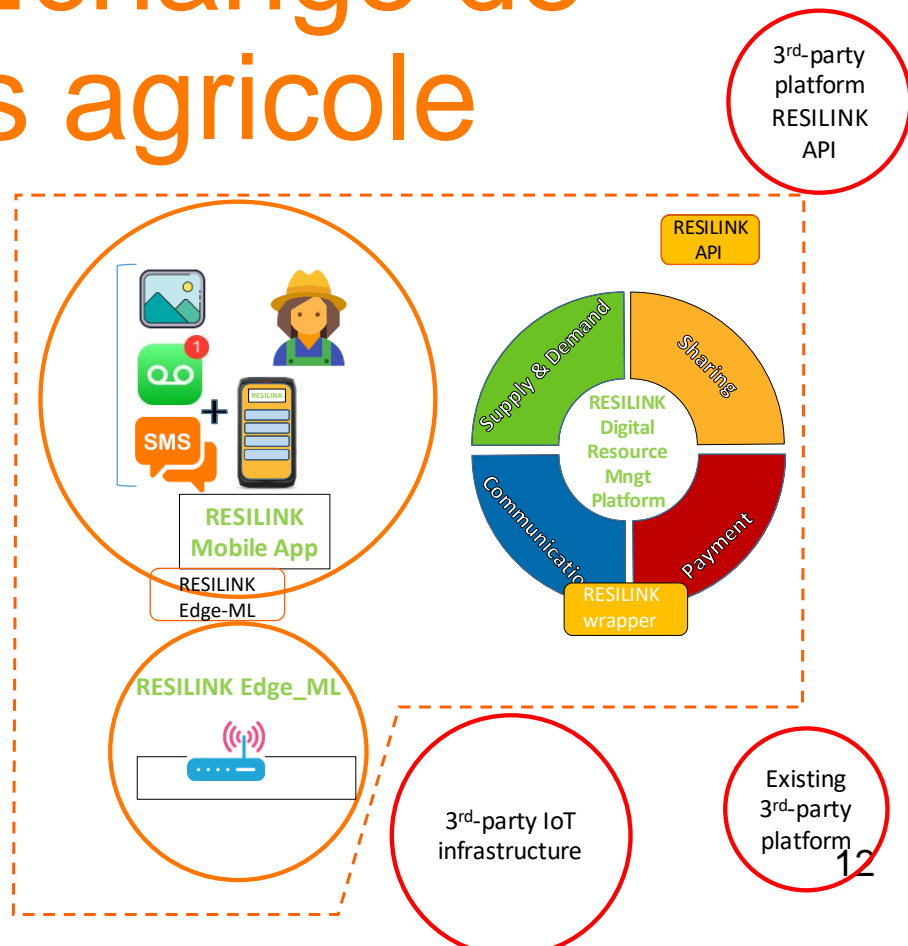 s agricole
3rd-party
platform
RESILINK
API
RESILINK
API
1
SMS
+
RESILINK
RESILINK
Mobile App
RESILINK
Edge-ML
Supply & Demand
Sharing
RESILINK
Digital
Resource
Mngt
Platform
Communicatio
Payment
RESILINK
wrapper
RESILINK Edge_ML
3rd-party IoT
infrastructure
Existing
3rd-party
platform
12